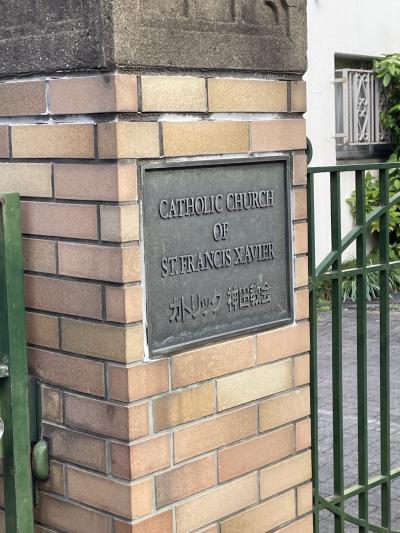 CATHOLIC CHURCH
OF
ST. FRANCIS XAVIER
カトリック 神田教会